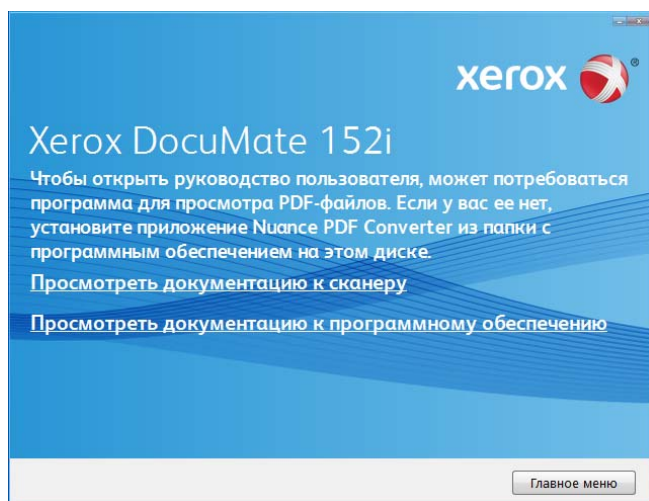 xerox ®
Xerox DocuMate 152i
Чтобы открыть руководство пользователя, может потребоваться
программа для просмотра PDF-файлов. Если у вас ее нет,
установите приложение Nuance PDF Converter из папки с
программным обеспечением на этом диске.
Просмотреть документацию к сканеру
Просмотреть документацию к программному обеспечению
Главное меню